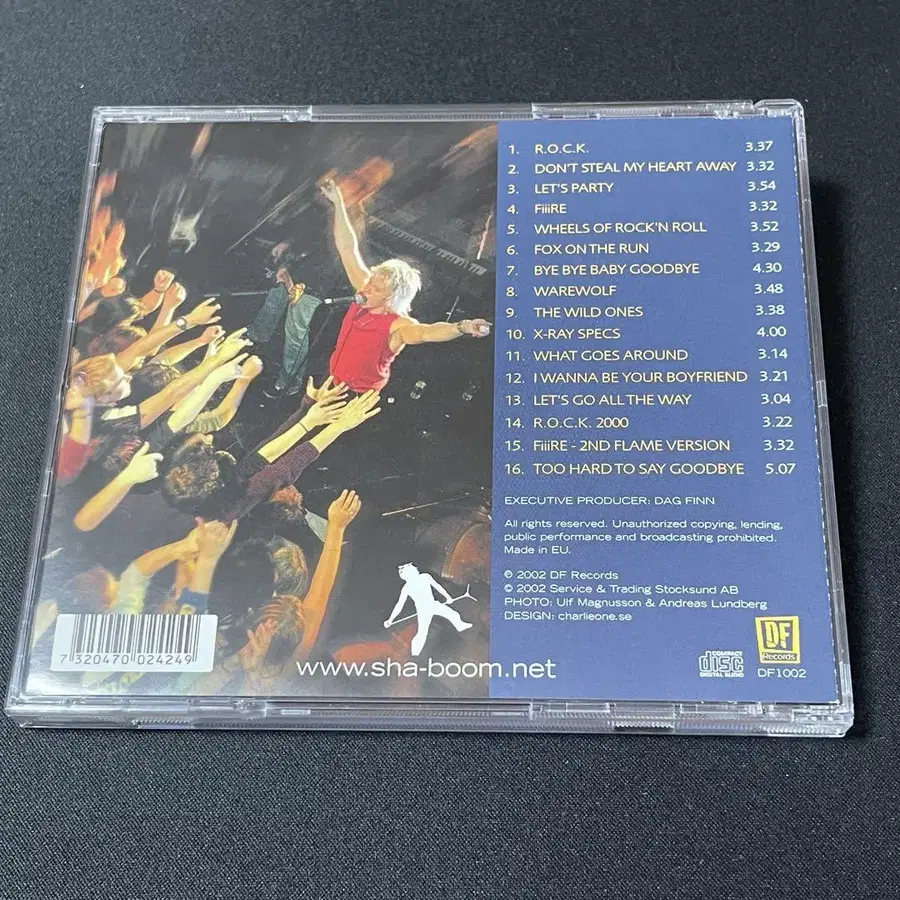 1. R.O.C.K. 3.37
2. DON'T STEAL MY HEART AWAY 3.32
3. LET'S PARTY 3.54
4. FiiiRE 3.32
5. WHEELS OF ROCK'N ROLL 3.52
6. FOX ON THE RUN 3.29
7. BYE BYE BABY GOODBYE 4.30
8. WAREWOLF 3.48
9. THE WILD ONES 3.38
10. X-RAY SPECS 4.00
11. WHAT GOES AROUND 3.14
12. I WANNA BE YOUR BOYFRIEND 3.21
13. LET'S GO ALL THE WAY 3.04
14. R.O.C.K. 2000 3.22
15. FiiiRE - 2ND FLAME VERSION 3.32
16. TOO HARD TO SAY GOODBYE 5.07
EXECUTIVE PRODUCER: DAG FINN
All rights reserved. Unauthorized copying, lending,
public performance and broadcasting prohibited.
Made in EU.
℗ 2002 DF Records
© 2002 Service & Trading Stocksund AB
PHOTO: Ulf Magnusson & Andreas Lundberg
DESIGN: charlieone.se
7 320470 024249
www.sha-boom.net
COMPACT
disc
DIGITAL AUDIO
DF
Records
DF1002